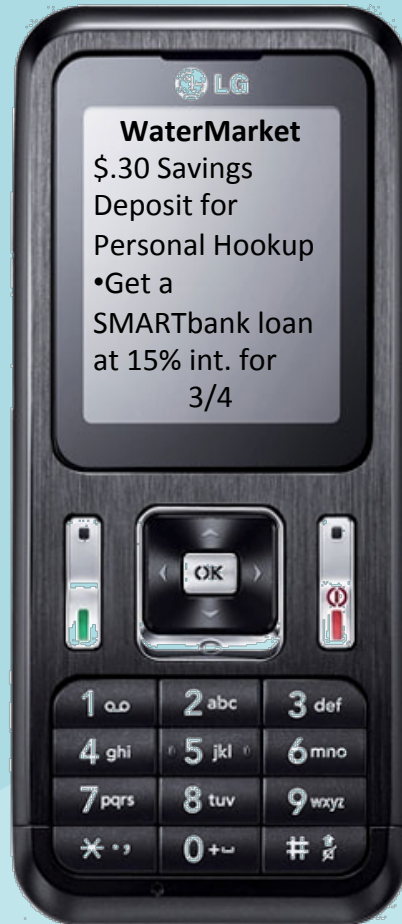 LG
WaterMarket
$.30 Savings
Deposit for
Personal Hookup
•Get a
SMARTbank loan
at 15% int. for
3/4
OK
1 2 abc 3 def
4 ghi 5 jkl 6 mno
7 pqrs 8 tuv 9 wxyz
* 0 + #